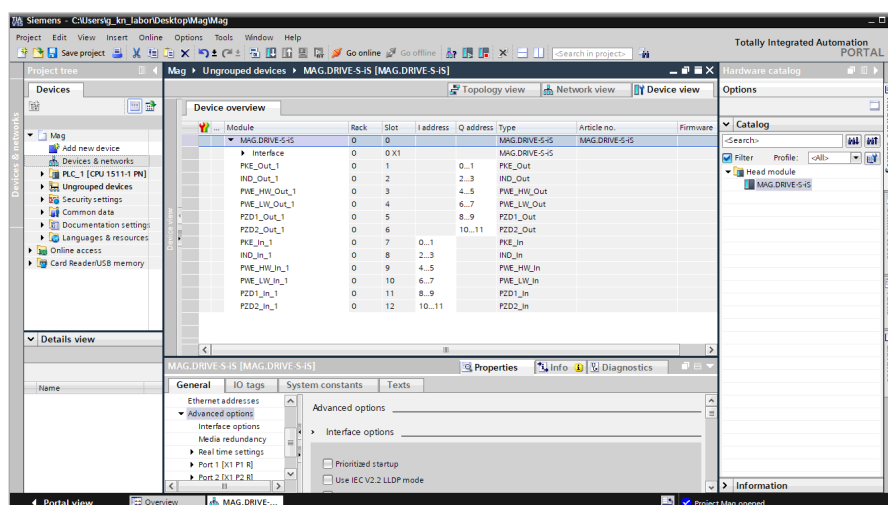 Siemens - C:\Users\g_kn_labor\Desktop\Mag\Mag
Project Edit View Insert Online Options Tools Window Help
Save project Go online Go offline <Search in project>
Totally Integrated Automation
PORTAL
Project tree
Mag ▸ Ungrouped devices ▸ MAG.DRIVE-S-iS [MAG.DRIVE-S-iS]
Hardware catalog
Devices
Topology view Network view Device view
Options
Device overview
... Module Rack Slot I address Q address Type Article no. Firmware
MAG.DRIVE-S-iS 0 0 MAG.DRIVE-S-iS MAG.DRIVE-S-iS
Interface 0 0 X1 MAG.DRIVE-S-iS
PKE_Out_1 0 1 0...1 PKE_Out
IND_Out_1 0 2 2...3 IND_Out
PWE_HW_Out_1 0 3 4...5 PWE_HW_Out
PWE_LW_Out_1 0 4 6...7 PWE_LW_Out
PZD1_Out_1 0 5 8...9 PZD1_Out
PZD2_Out_1 0 6 10...11 PZD2_Out
PKE_In_1 0 7 0...1 PKE_In
IND_In_1 0 8 2...3 IND_In
PWE_HW_In_1 0 9 4...5 PWE_HW_In
PWE_LW_In_1 0 10 6...7 PWE_LW_In
PZD1_In_1 0 11 8...9 PZD1_In
PZD2_In_1 0 12 10...11 PZD2_In
Mag
Add new device
Devices & networks
PLC_1 [CPU 1511-1 PN]
Ungrouped devices
Security settings
Common data
Documentation settings
Languages & resources
Online access
Card Reader/USB memory
Devices & networks
Device view
Catalog
<Search>
Filter Profile: <All>
Head module
MAG.DRIVE-S-iS
Details view
Name
MAG.DRIVE-S-iS [MAG.DRIVE-S-iS]
Properties Info Diagnostics
General IO tags System constants Texts
Ethernet addresses
Advanced options
Interface options
Media redundancy
Real time settings
Port 1 [X1 P1 R]
Port 2 [X1 P2 R]
Advanced options
Interface options
Prioritized startup
Use IEC V2.2 LLDP mode
Information
Portal view Overview MAG.DRIVE-... Project Mag opened.